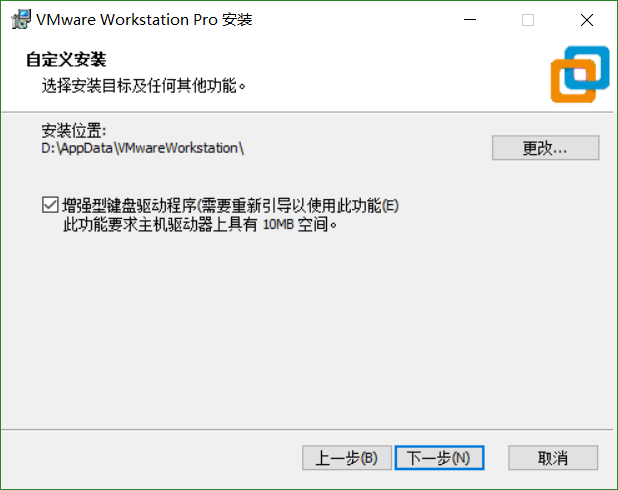 VMware Workstation Pro 安装
自定义安装
选择安装目标及任何其他功能。
安装位置:
D:\AppData\VMwareWorkstation\
更改...
增强型键盘驱动程序(需要重新引导以使用此功能(E)
此功能要求主机驱动器上具有 10MB 空间。
上一步(B) 下一步(N) 取消